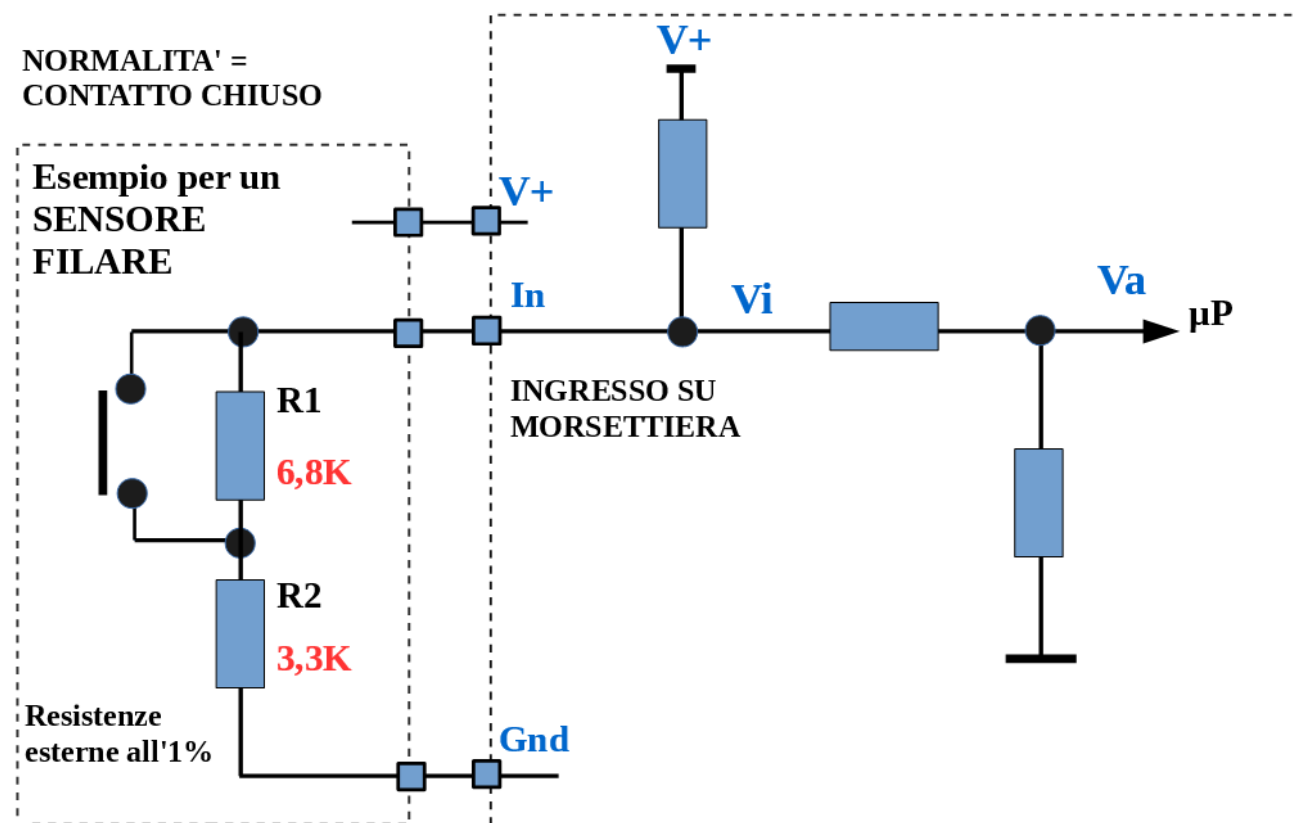 V+
NORMALITA' =
CONTATTO CHIUSO
Esempio per un
SENSORE
FILARE
V+
In
Vi
Va
µP
INGRESSO SU
MORSETTIERA
R1
6,8K
R2
3,3K
Resistenze
esterne all'1%
Gnd